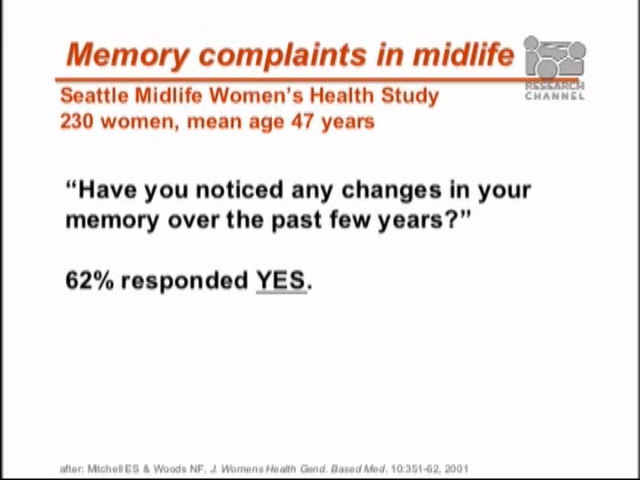 Memory complaints in midlife
RESEARCH
CHANNEL
Seattle Midlife Women's Health Study
230 women, mean age 47 years
“Have you noticed any changes in your
memory over the past few years?”
62% responded YES.
after: Mitchell ES & Woods NF, J. Womens Health Gend. Based Med. 10:351-62, 2001